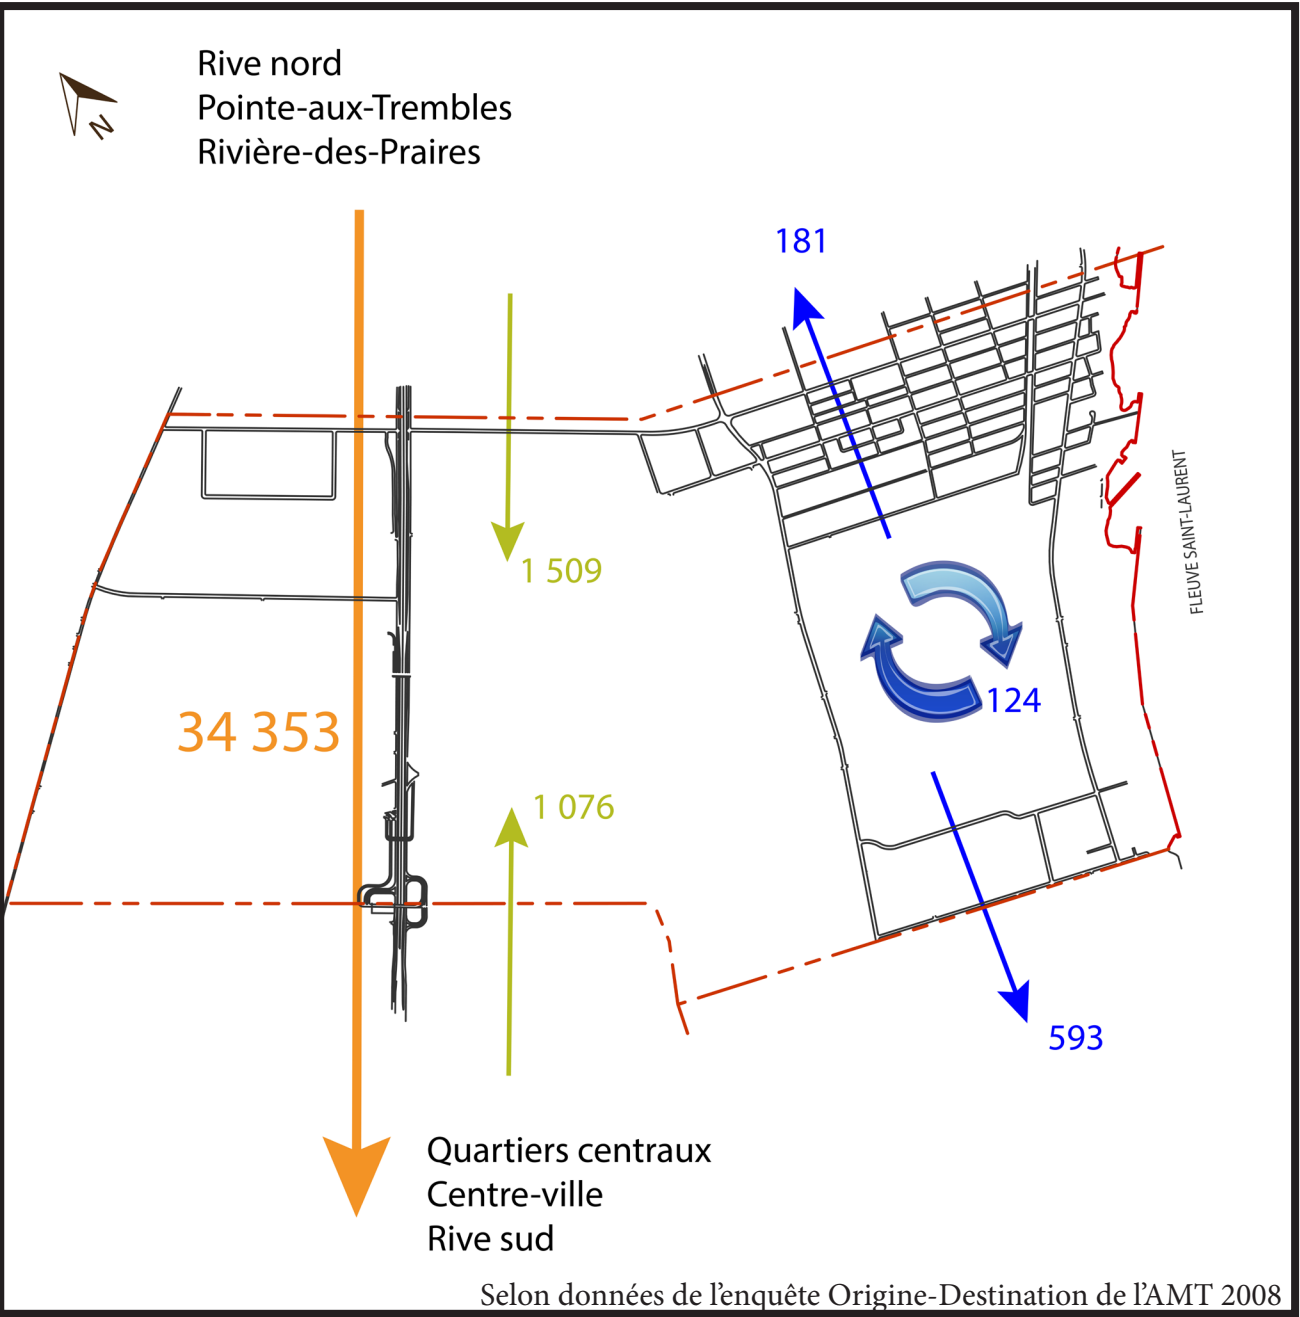 Rive nord
Pointe-aux-Trembles
Rivière-des-Praires
N
181
1 509
FLEUVE SAINT-LAURENT
124
34 353
1 076
593
Quartiers centraux
Centre-ville
Rive sud
Selon données de l'enquête Origine-Destination de l'AMT 2008